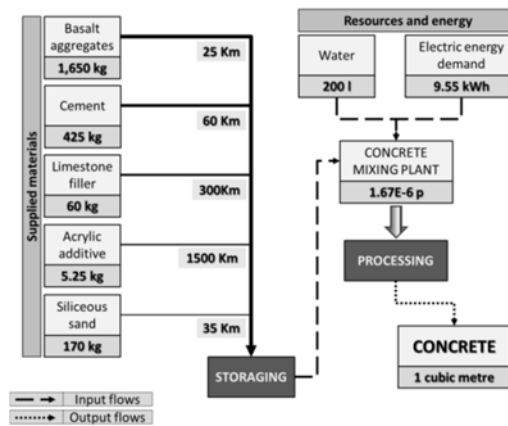 Supplied materials
Basalt
aggregates
1,650 kg
25 Km
Cement
425 kg
60 Km
Limestone
filler
60 kg
300Km
Acrylic
additive
5.25 kg
1500 Km
Siliceous
sand
170 kg
35 Km
STORAGING
Resources and energy
Water
200 l
Electric energy
demand
9.55 kWh
CONCRETE
MIXING PLANT
1.67E-6 p
PROCESSING
CONCRETE
1 cubic metre
Input flows
Output flows